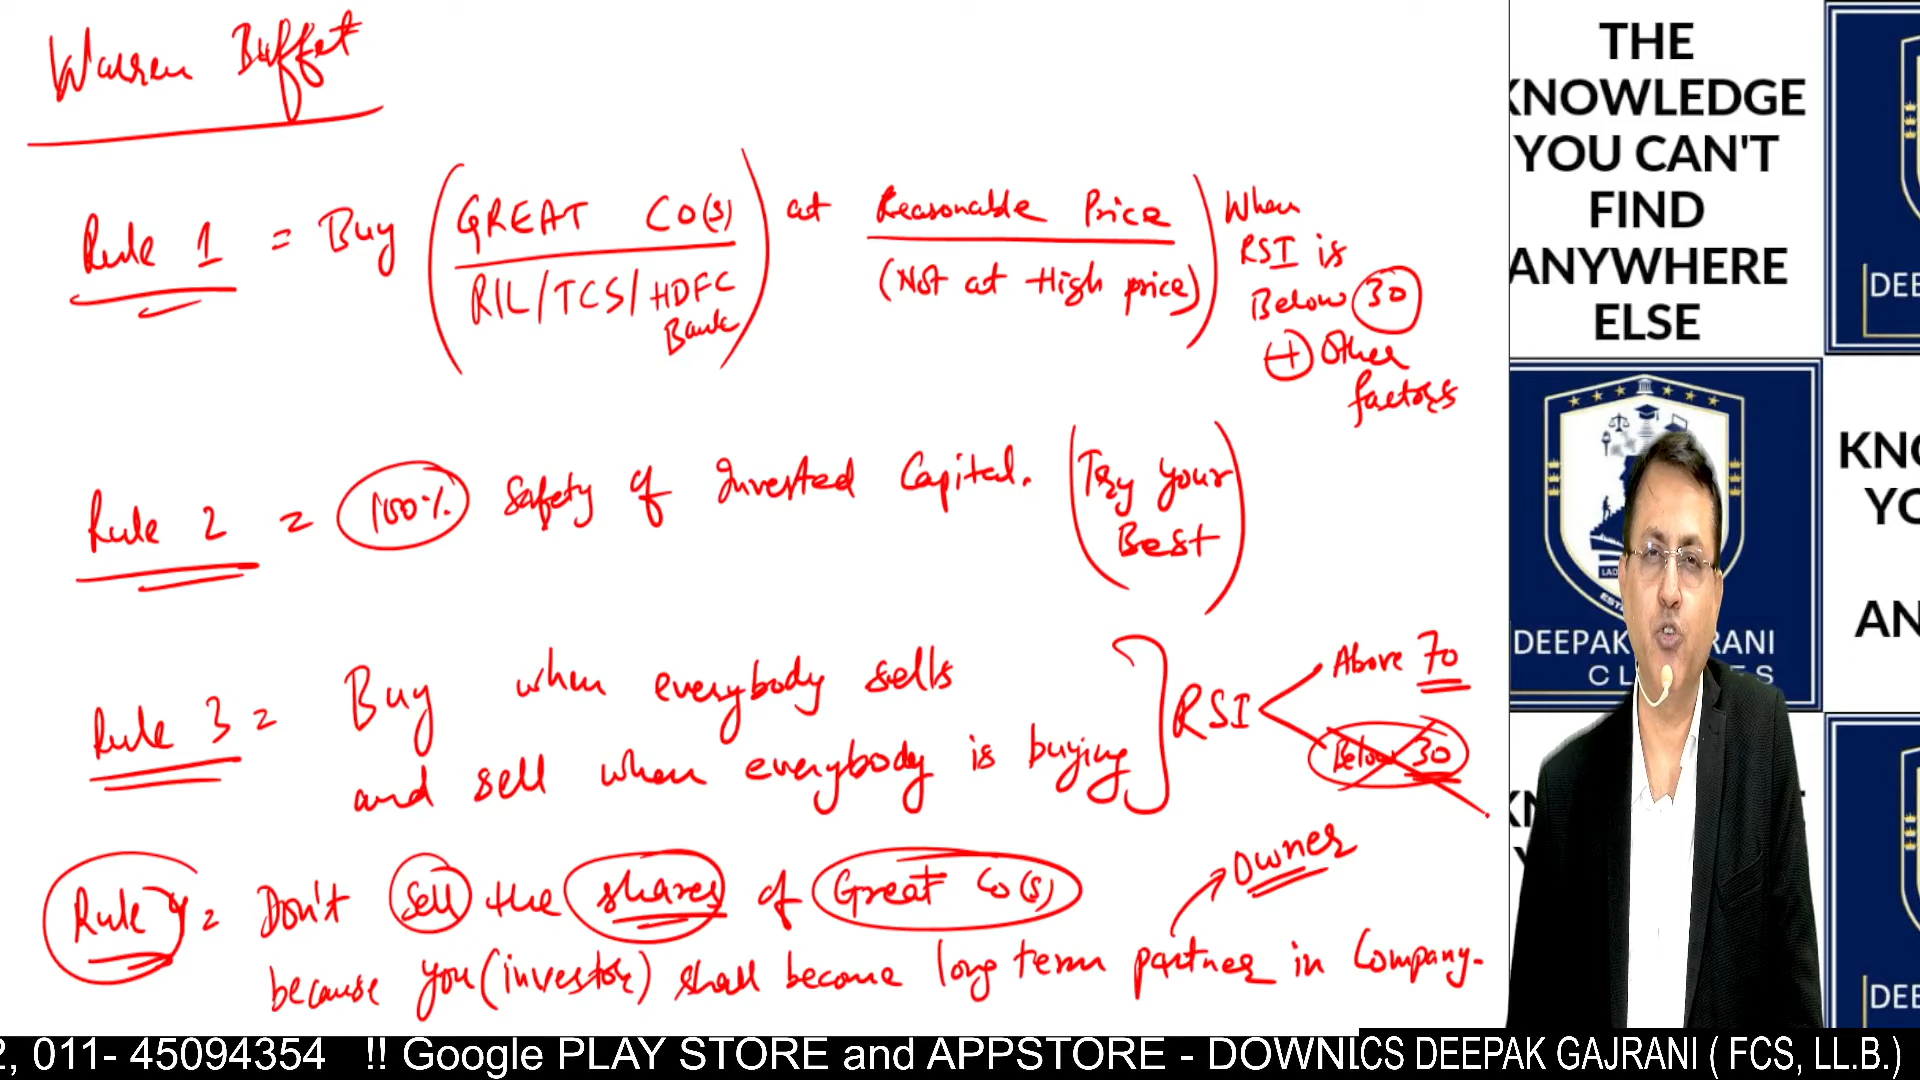 Warren Buffet
Rule 1 = Buy (GREAT CO(s) at Reasonable Price) When
RIL/TCS/HDFC Bank
(Not at High price)
RSI is
Below 30
+ Other
factors
Rule 2 = 100% Safety of Invested Capital. (Try your
Best)
Rule 3 = Buy when everybody sells
and sell when everybody is buying] RSI
Above 70
Below 30
Rule 4 = Don't sell the shares of Great Co(s)
because you (investor) shall become long term partner in Company.
Owner
THE
KNOWLEDGE
YOU CAN'T
FIND
ANYWHERE
ELSE
DEE
KNO
YO
AN
DEEPAK
RANI
DEE
2, 011- 45094354 !! Google PLAY STORE and APPSTORE - DOWNL
CS DEEPAK GAJRANI ( FCS, LL.B.)